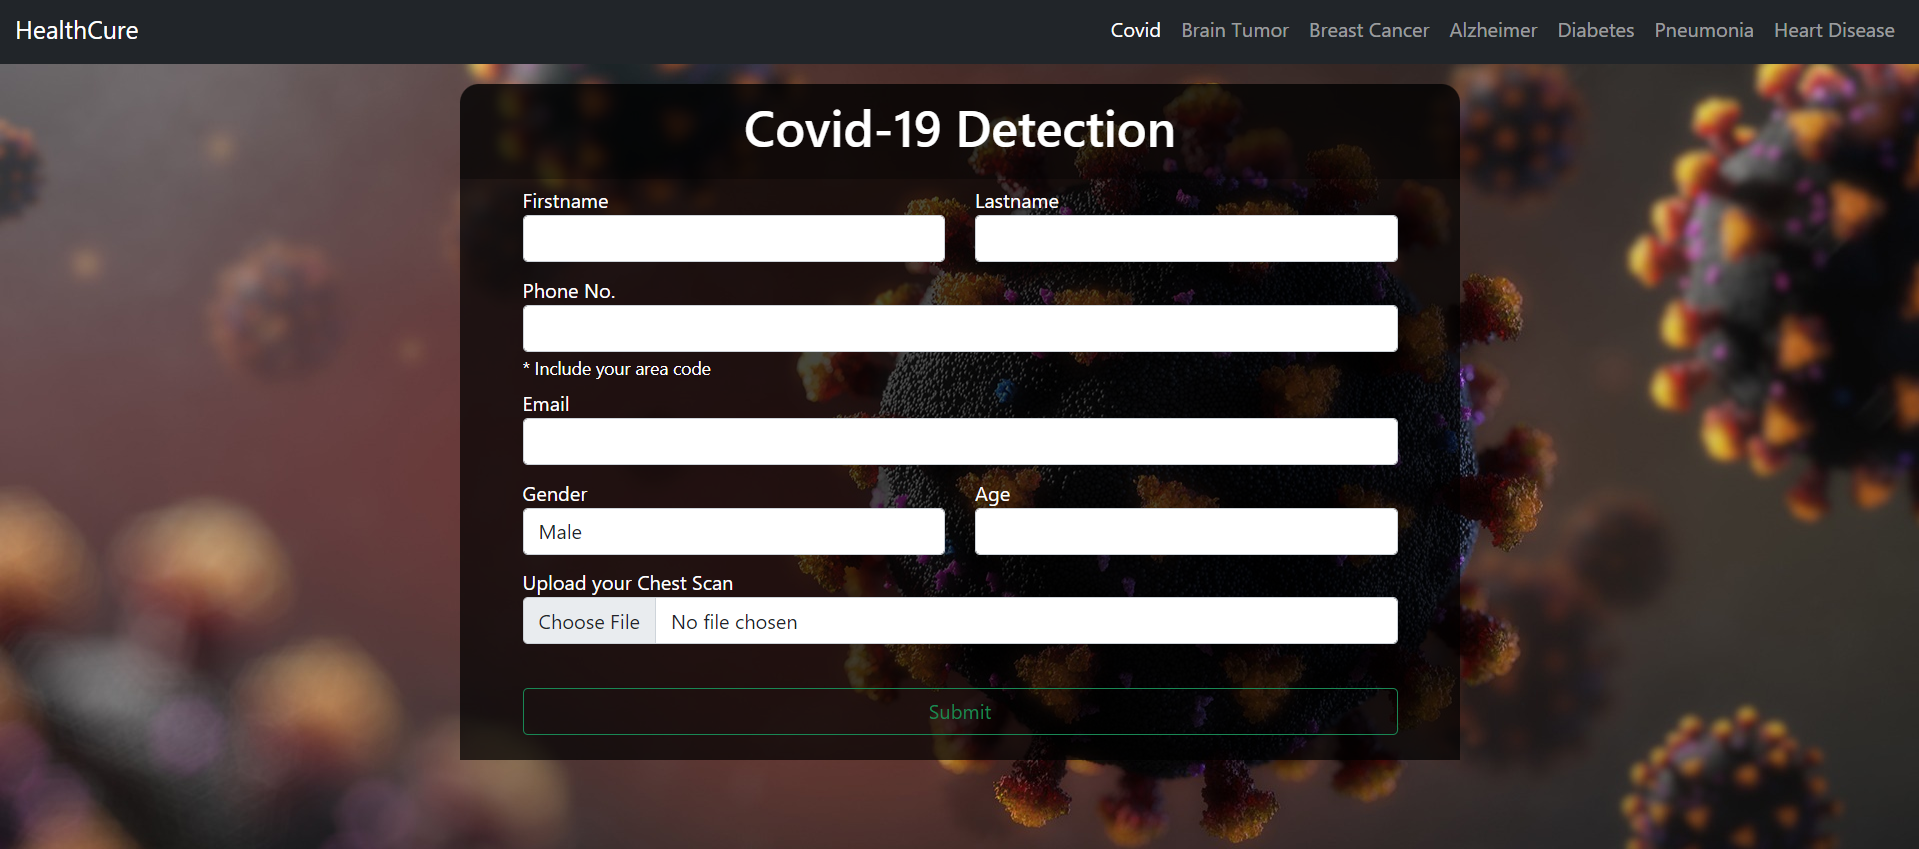 HealthCure Covid Brain Tumor Breast Cancer Alzheimer Diabetes Pneumonia Heart Disease
Covid-19 Detection
Firstname Lastname
Phone No.
* Include your area code
Email
Gender Age
Male
Upload your Chest Scan
Choose File No file chosen
Submit